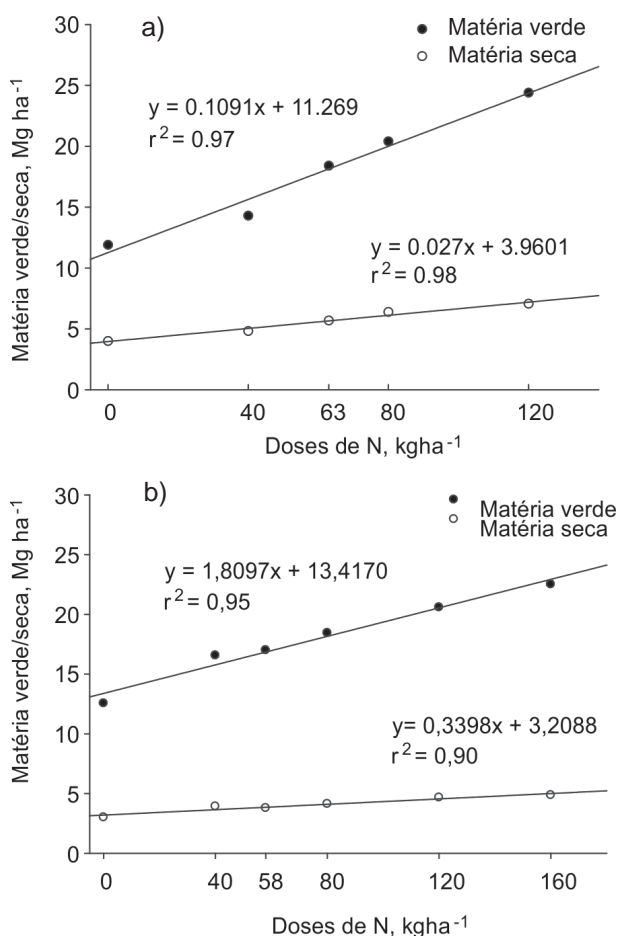 a)
Matéria verde
Matéria seca
30
25
20
15
10
5
0
Matéria verde/seca, Mg ha-1
y = 0.1091x + 11.269
r2 = 0.97
y = 0.027x + 3.9601
r2 = 0.98
0 40 63 80 120
Doses de N, kgha-1
b)
Matéria verde
Matéria seca
30
25
20
15
10
5
0
Matéria verde/seca, Mg ha-1
y = 1,8097x + 13,4170
r2 = 0,95
y= 0,3398x + 3,2088
r2 = 0,90
0 40 58 80 120 160
Doses de N, kgha-1